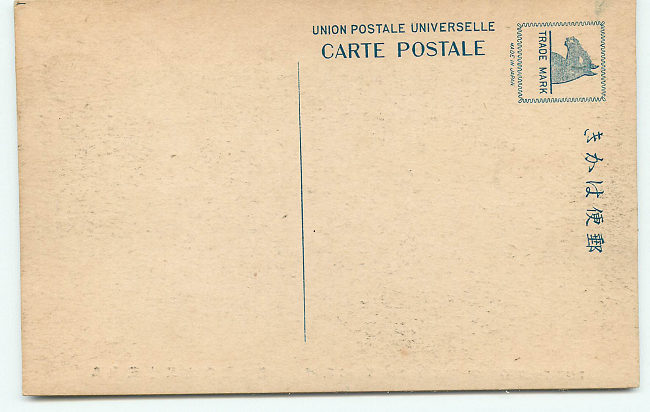 UNION POSTALE UNIVERSELLE
CARTE POSTALE
TRADE MARK
MADE IN JAPAN
きかは便郵